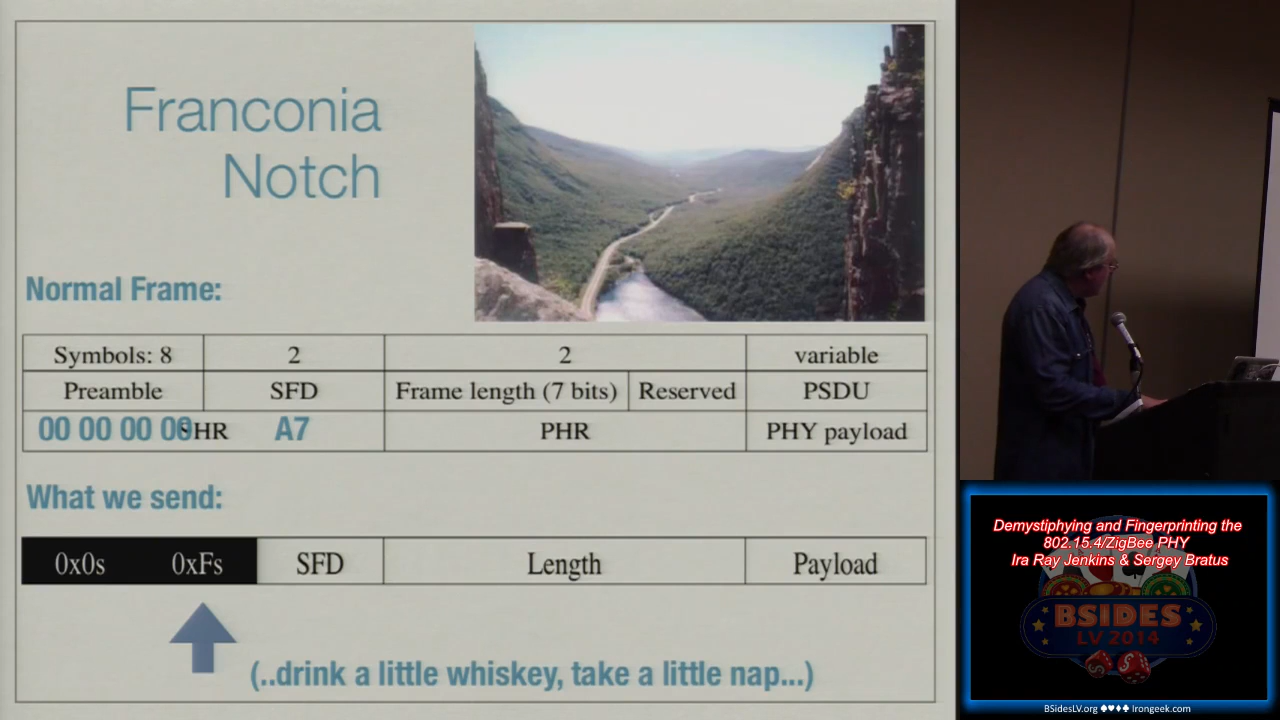 Franconia
Notch
Normal Frame:
Symbols: 8 2 2 variable
Preamble SFD Frame length (7 bits) Reserved PSDU
00 00 00 00 SHR A7 PHR PHY payload
What we send:
0x0s 0xFs SFD Length Payload
(..drink a little whiskey, take a little nap...)
Demystiphying and Fingerprinting the
802.15.4/ZigBee PHY
Ira Ray Jenkins & Sergey Bratus
BSIDES
LV 2014
BSidesLV.org ♠♥♦♣ Irongeek.com